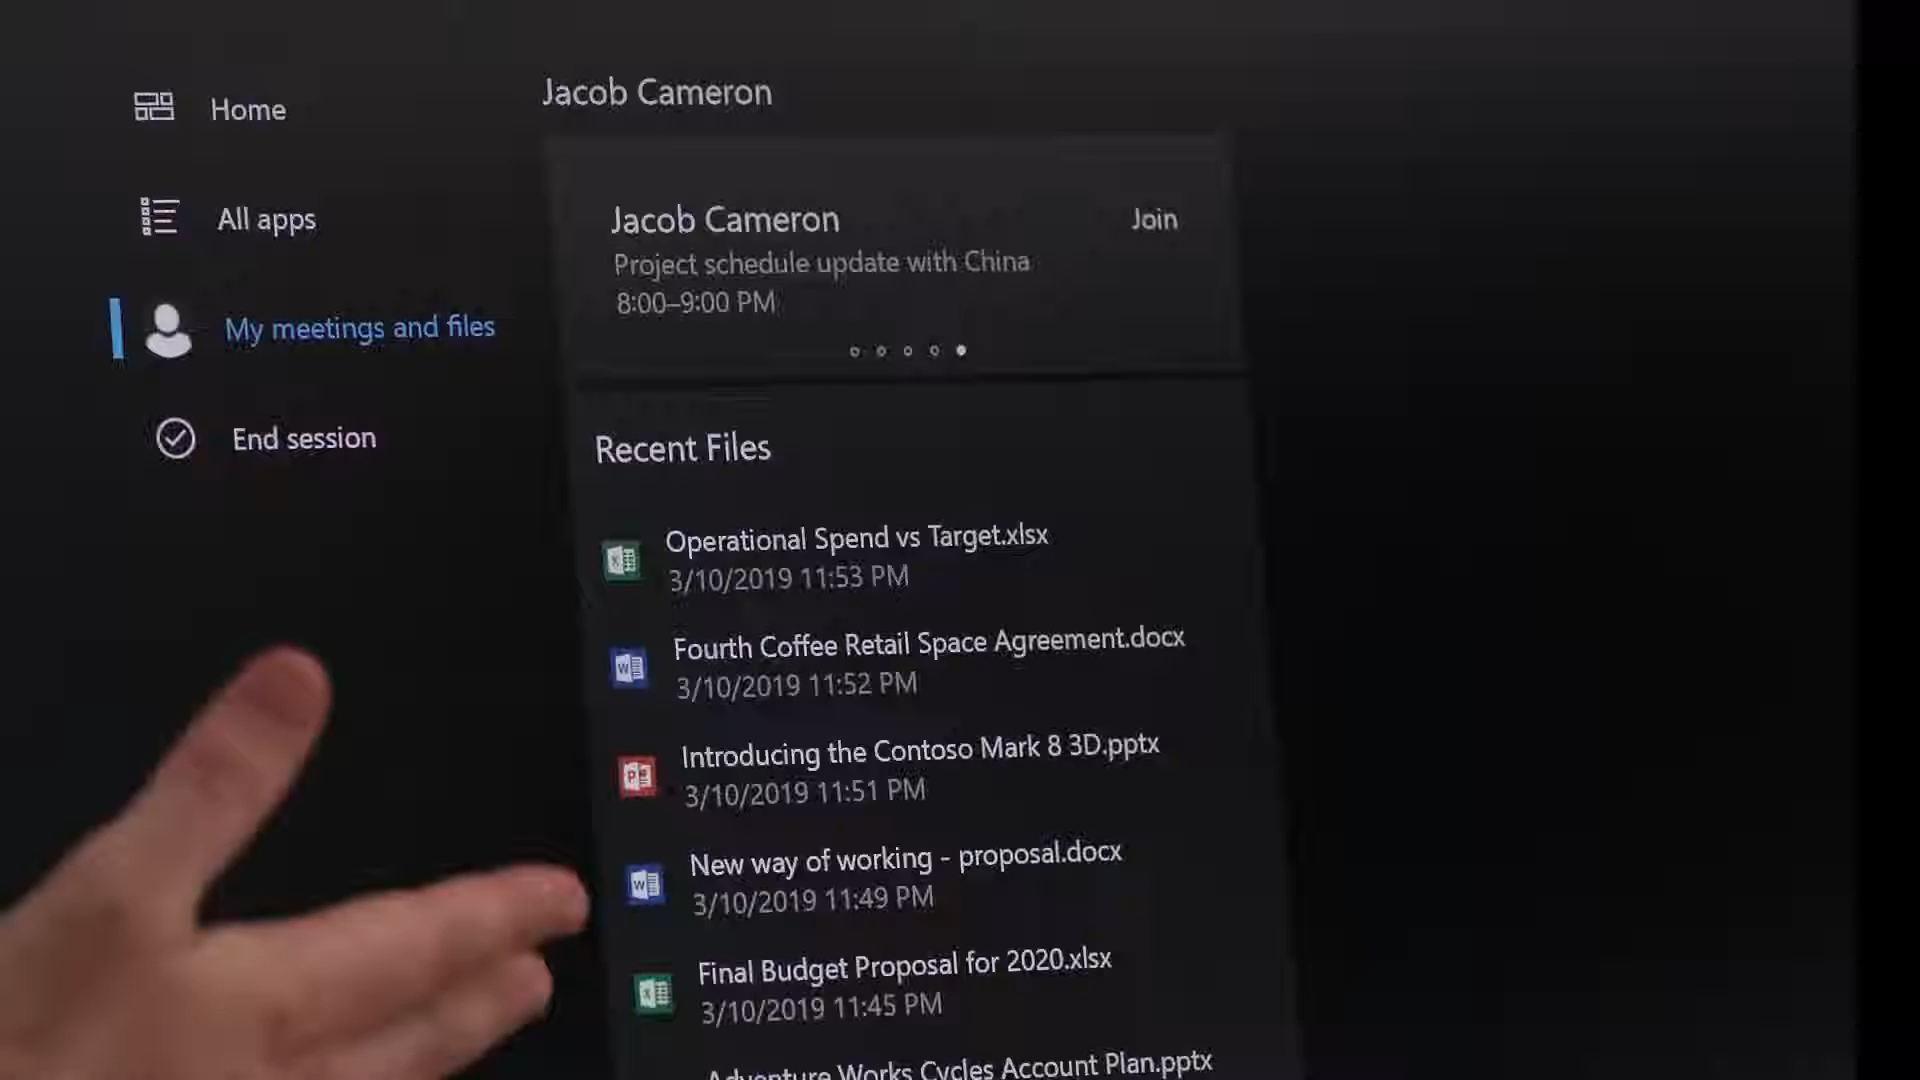 Home
All apps
My meetings and files
End session
Jacob Cameron
Jacob Cameron
Join
Project schedule update with China
8:00–9:00 PM
Recent Files
Operational Spend vs Target.xlsx
3/10/2019 11:53 PM
Fourth Coffee Retail Space Agreement.docx
3/10/2019 11:52 PM
Introducing the Contoso Mark 8 3D.pptx
3/10/2019 11:51 PM
New way of working - proposal.docx
3/10/2019 11:49 PM
Final Budget Proposal for 2020.xlsx
3/10/2019 11:45 PM
Adventure Works Cycles Account Plan.pptx